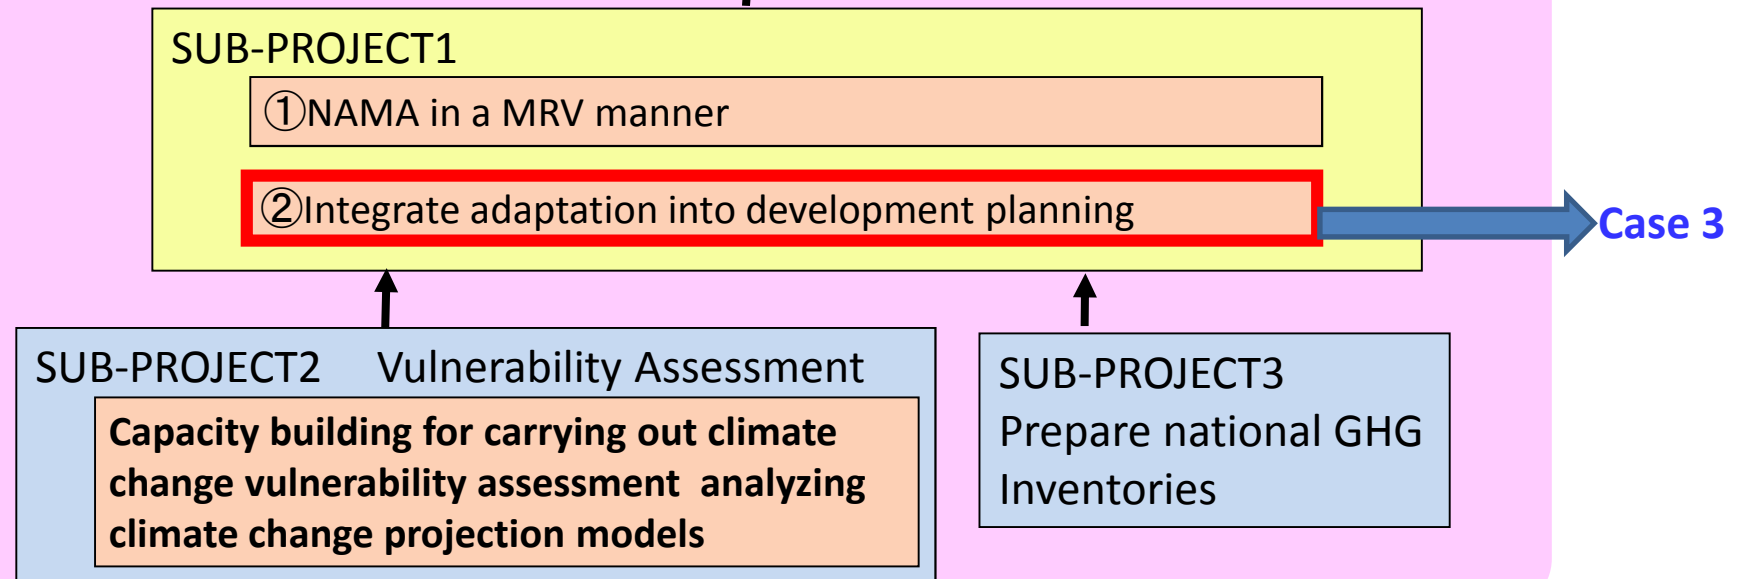 SUB-PROJECT1
①NAMA in a MRV manner
②Integrate adaptation into development planning
Case 3
SUB-PROJECT2 Vulnerability Assessment
Capacity building for carrying out climate
change vulnerability assessment analyzing
climate change projection models
SUB-PROJECT3
Prepare national GHG
Inventories